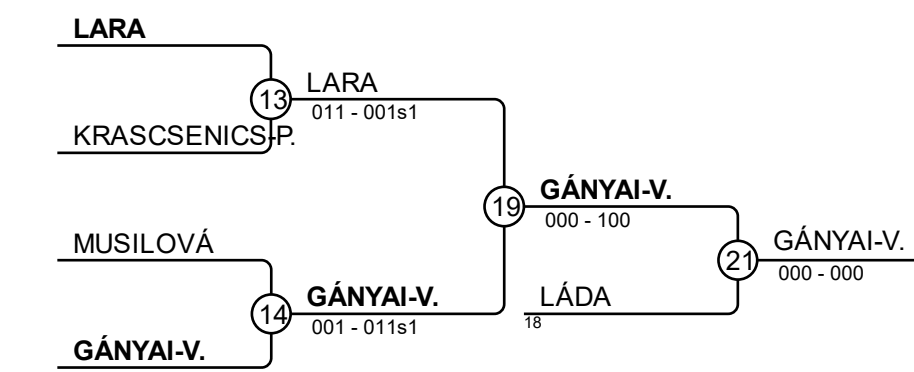 LARA
13
LARA
011 - 001s1
KRASCSENICS-P.
19
GÁNYAI-V.
000 - 100
MUSILOVÁ
21
GÁNYAI-V.
000 - 000
14
GÁNYAI-V.
001 - 011s1
LÁDA
18
GÁNYAI-V.